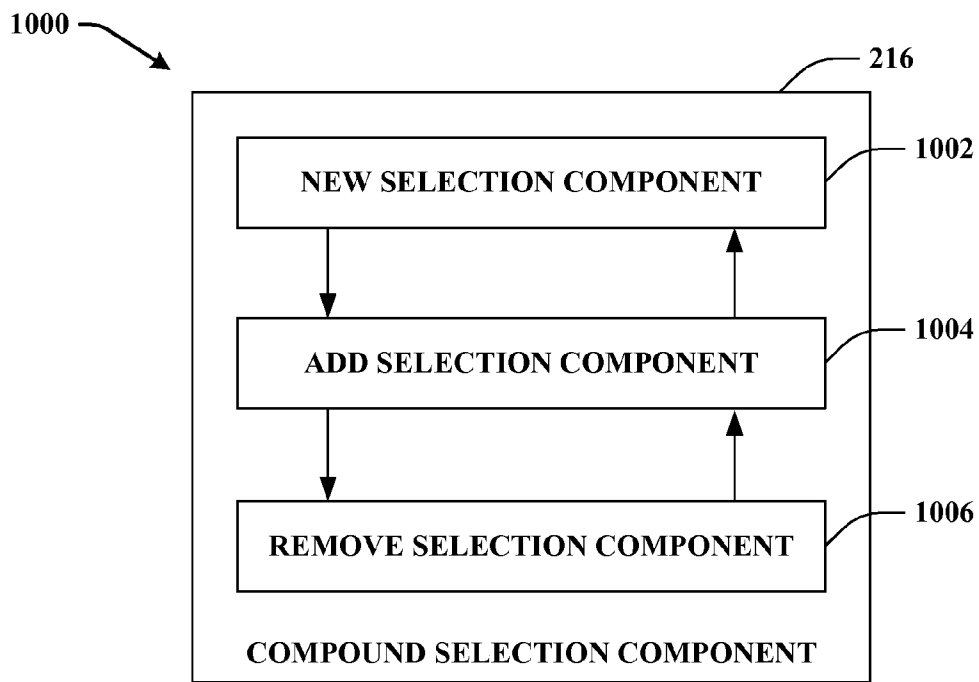 1000
216
NEW SELECTION COMPONENT
1002
ADD SELECTION COMPONENT
1004
REMOVE SELECTION COMPONENT
1006
COMPOUND SELECTION COMPONENT